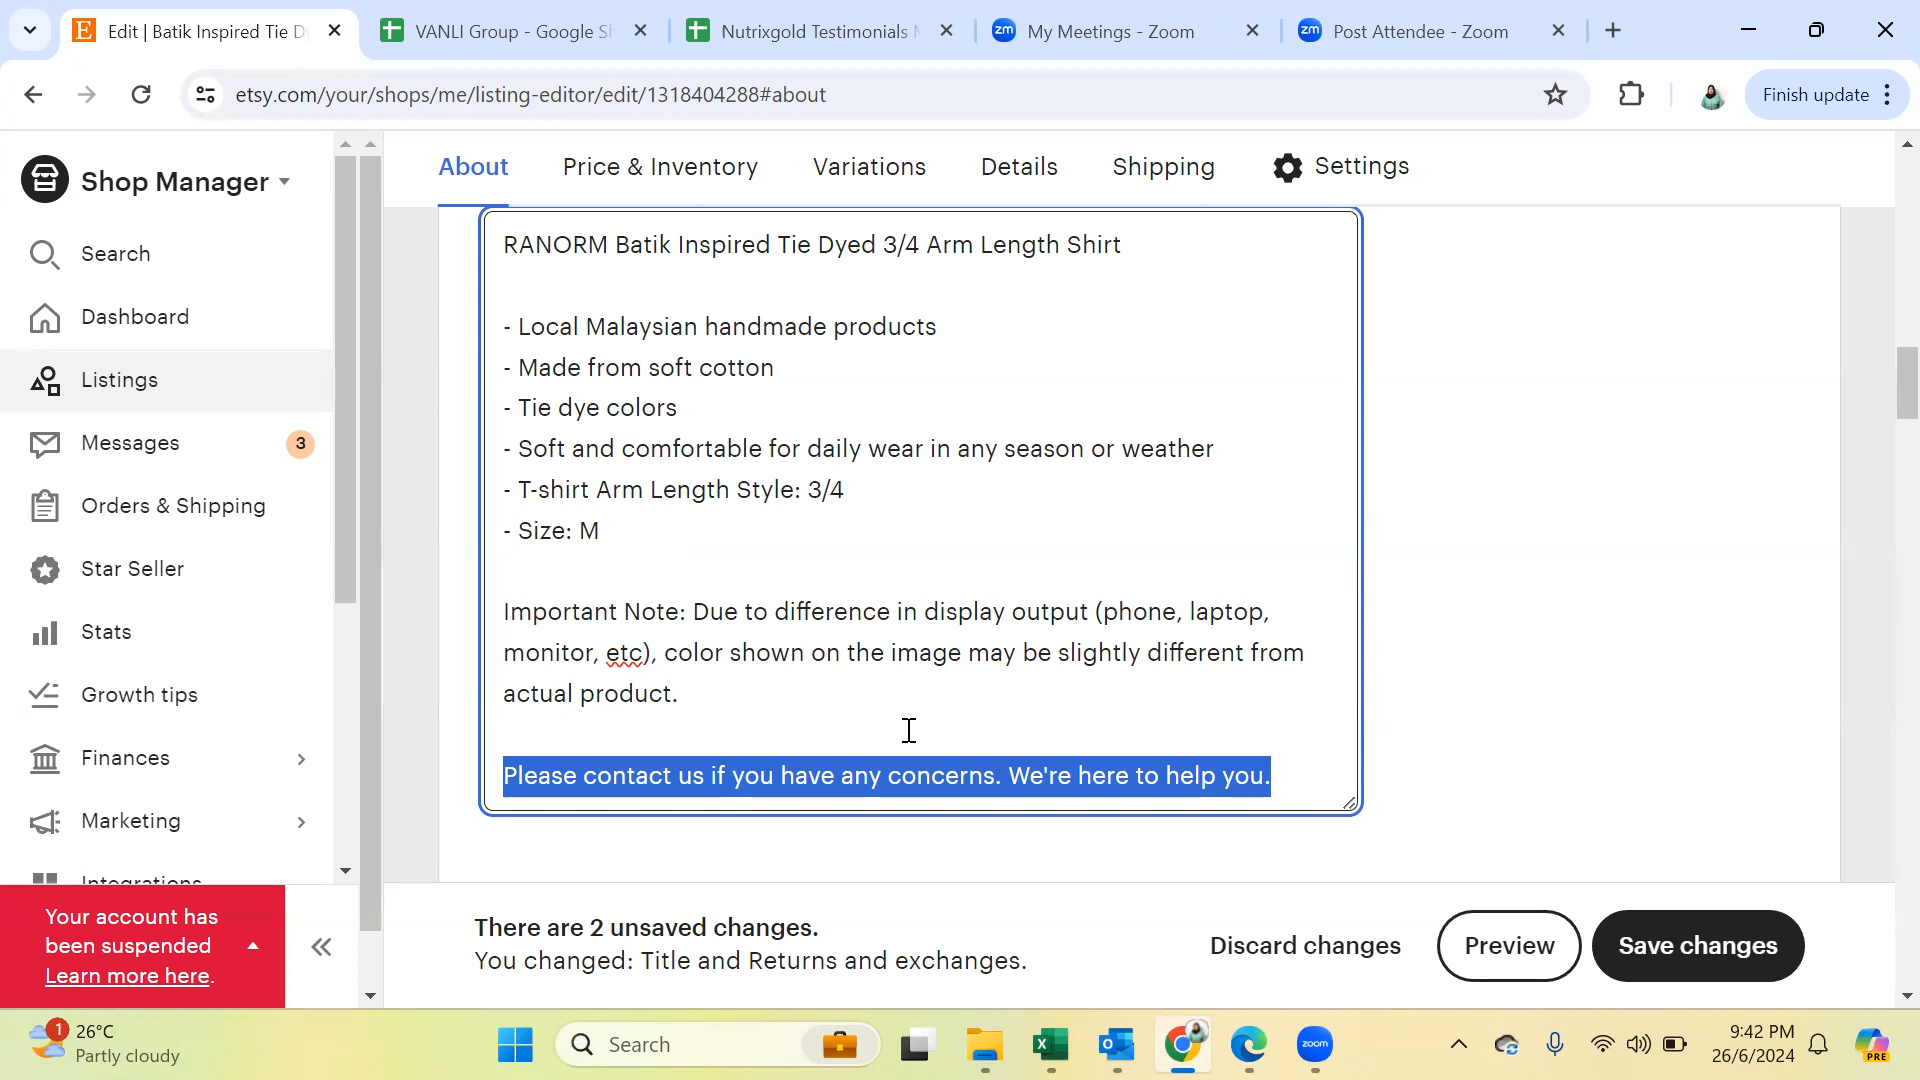 Edit | Batik Inspired Tie D
VANLI Group - Google S
Nutrixgold Testimonials
zm
My Meetings - Zoom
zm
Post Attendee - Zoom
etsy.com/your/shops/me/listing-editor/edit/1318404288#about
Finish update
Shop Manager
Search
Dashboard
Listings
Messages
3
Orders & Shipping
Star Seller
Stats
Growth tips
Finances
Marketing
Integrations
Your account has
been suspended
Learn more here.
About
Price & Inventory
Variations
Details
Shipping
Settings
RANORM Batik Inspired Tie Dyed 3/4 Arm Length Shirt
- Local Malaysian handmade products
- Made from soft cotton
- Tie dye colors
- Soft and comfortable for daily wear in any season or weather
- T-shirt Arm Length Style: 3/4
- Size: M
Important Note: Due to difference in display output (phone, laptop,
monitor, etc), color shown on the image may be slightly different from
actual product.
Please contact us if you have any concerns. We're here to help you.
There are 2 unsaved changes.
You changed: Title and Returns and exchanges.
Discard changes
Preview
Save changes
1
26°C
Partly cloudy
Search
zoom
9:42 PM
26/6/2024
PRE